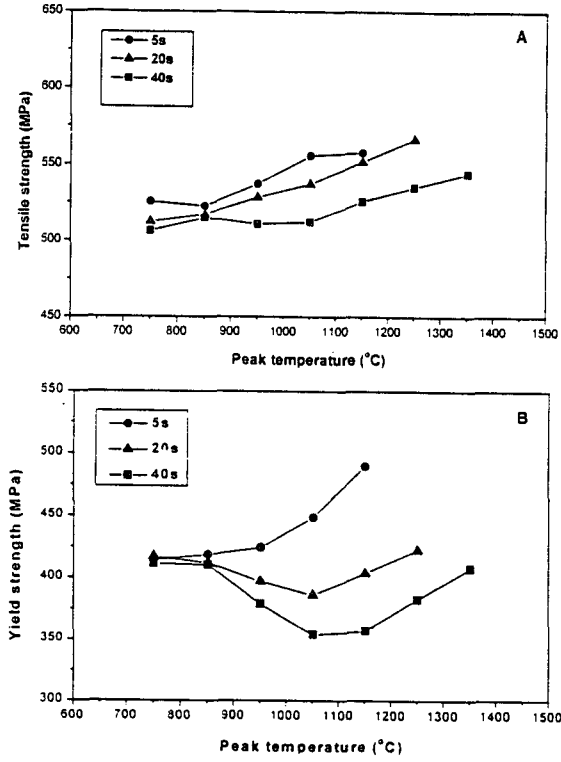 650
600
550
500
450
Tensile strength (MPa)
5s
20s
40s
A
600 700 800 900 1000 1100 1200 1300 1400 1500
Peak temperature (°C)
550
500
450
400
350
300
Yield strength (MPa)
5s
20s
40s
B
600 700 800 900 1000 1100 1200 1300 1400 1500
Peak temperature (°C)